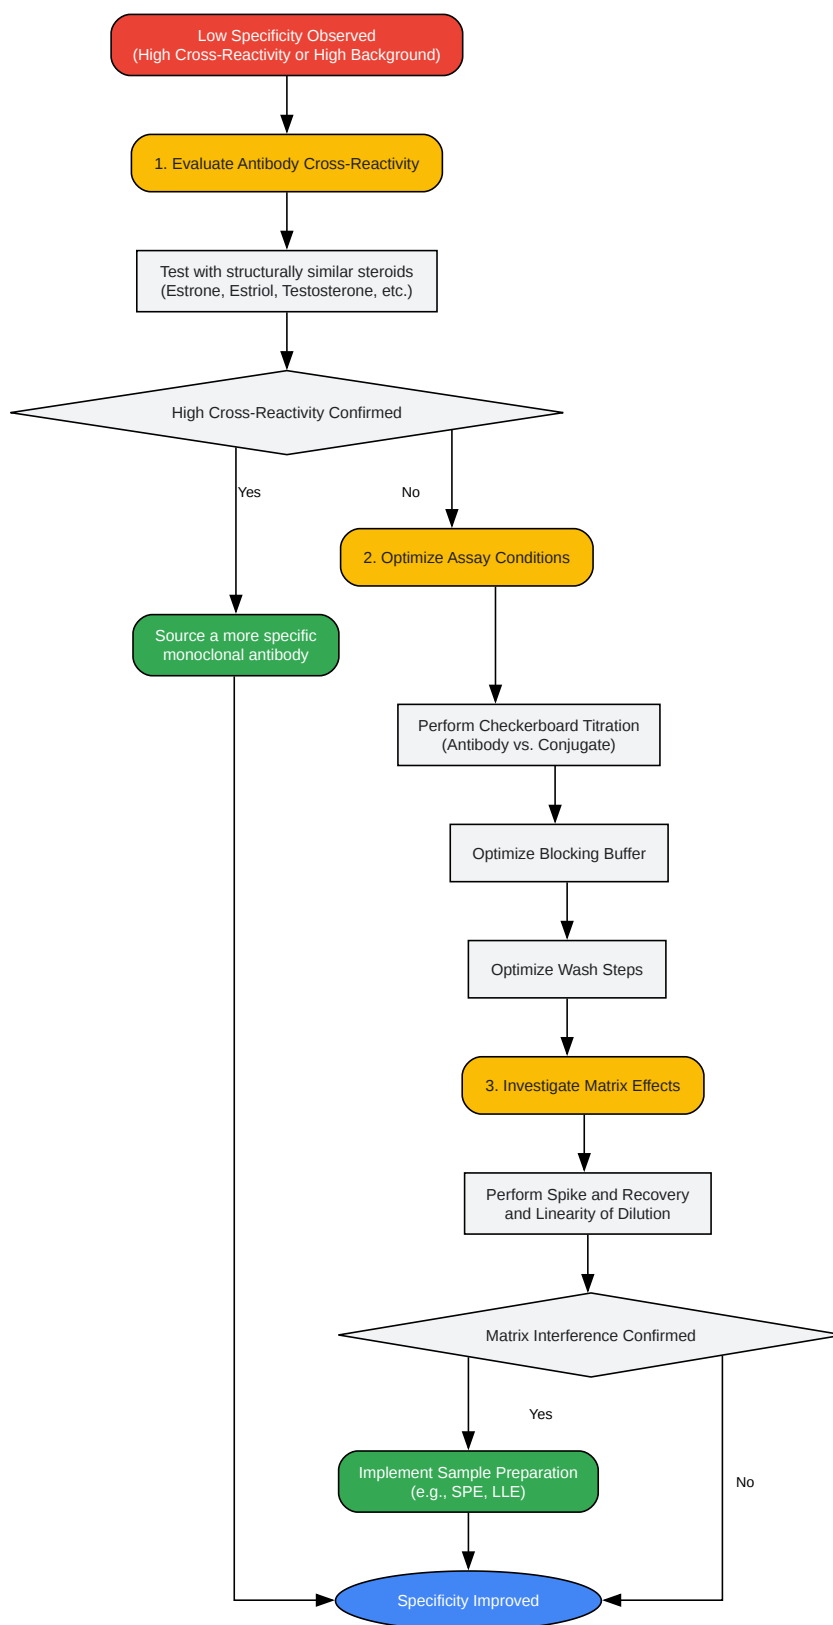 Low Specificity Observed
(High Cross-Reactivity or High Background)
1. Evaluate Antibody Cross-Reactivity
Test with structurally similar steroids
(Estrone, Estriol, Testosterone, etc.)
High Cross-Reactivity Confirmed
Yes
No
2. Optimize Assay Conditions
Source a more specific
monoclonal antibody
Perform Checkerboard Titration
(Antibody vs. Conjugate)
Optimize Blocking Buffer
Optimize Wash Steps
3. Investigate Matrix Effects
Perform Spike and Recovery
and Linearity of Dilution
Matrix Interference Confirmed
Yes
Implement Sample Preparation
(e.g., SPE, LLE)
No
Specificity Improved